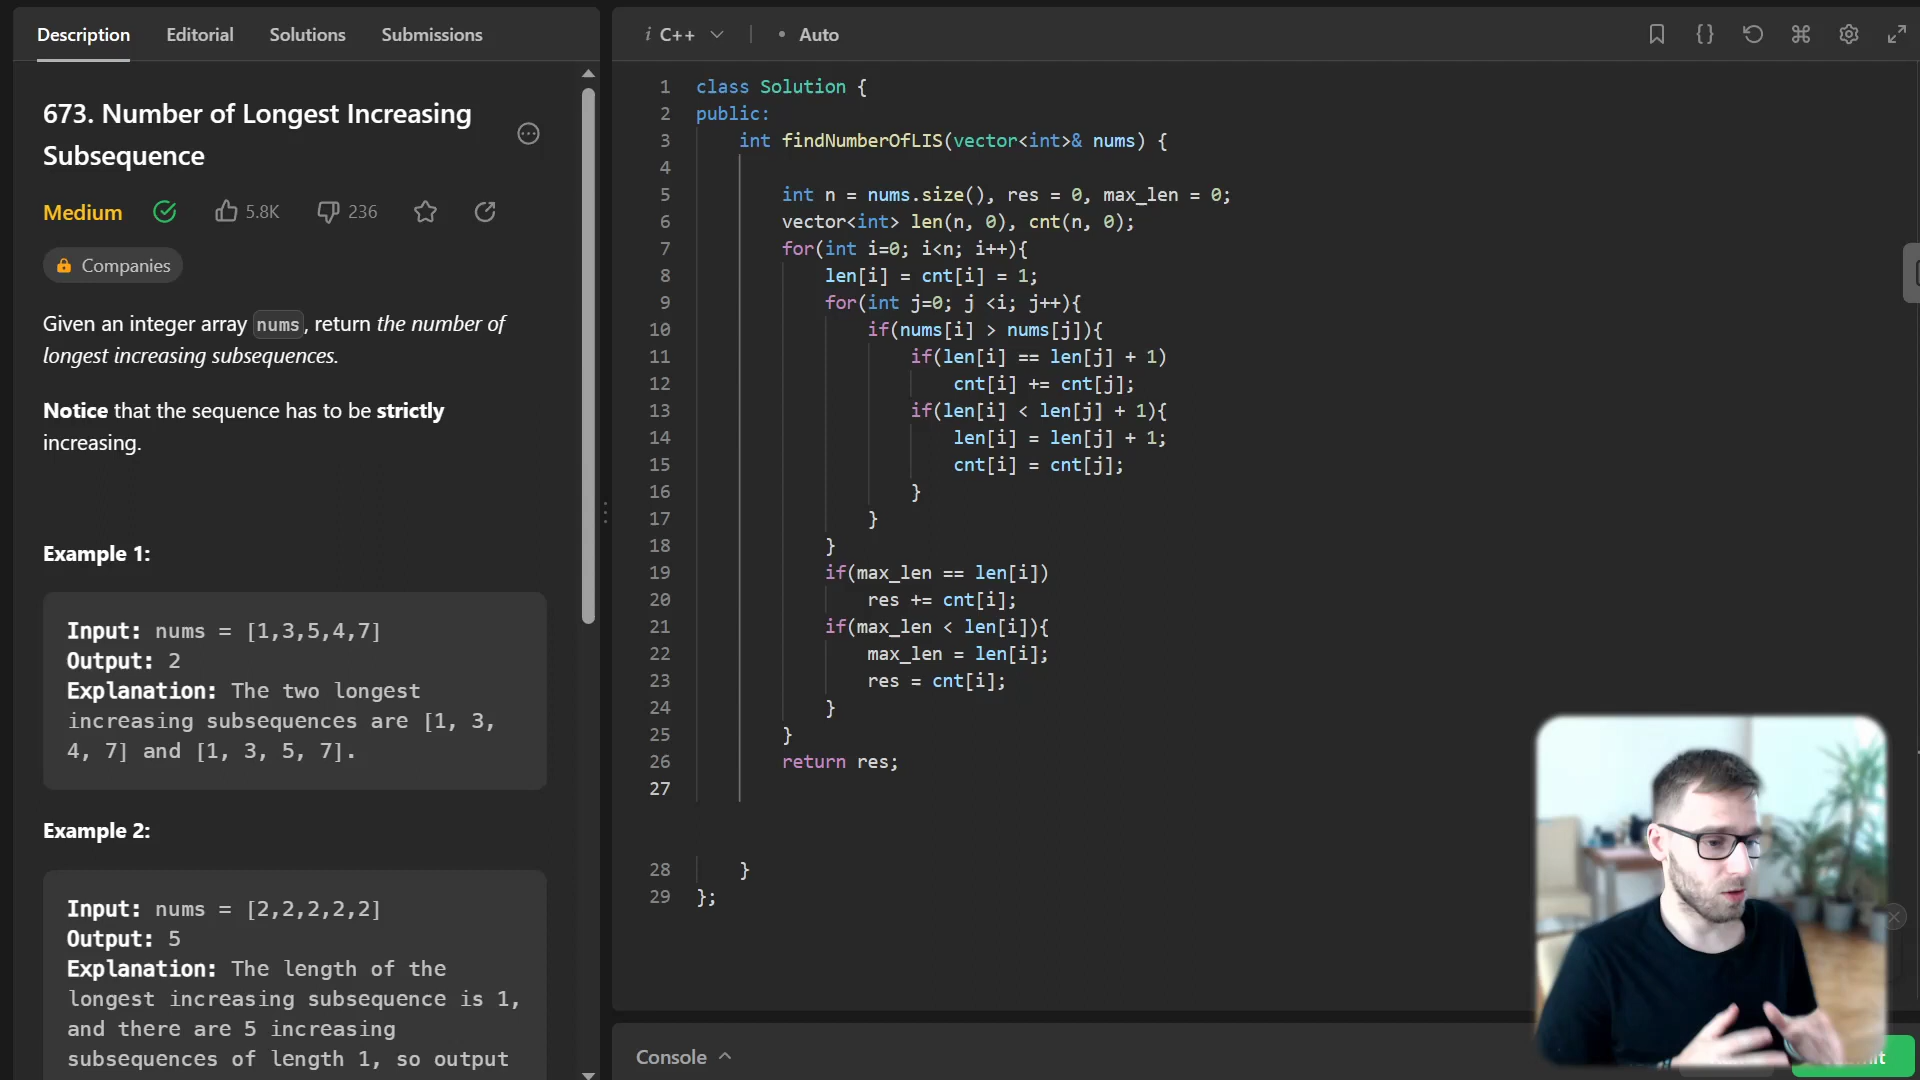 Description Editorial Solutions Submissions
673. Number of Longest Increasing
Subsequence
Medium 5.8K 236
Companies
Given an integer array nums, return the number of
longest increasing subsequences.
Notice that the sequence has to be strictly
increasing.
Example 1:
Input: nums = [1,3,5,4,7]
Output: 2
Explanation: The two longest
increasing subsequences are [1, 3,
4, 7] and [1, 3, 5, 7].
Example 2:
Input: nums = [2,2,2,2,2]
Output: 5
Explanation: The length of the
longest increasing subsequence is 1,
and there are 5 increasing
subsequences of length 1, so output
i C++ • Auto
1 class Solution {
2 public:
3 int findNumberOfLIS(vector<int>& nums) {
4
5 int n = nums.size(), res = 0, max_len = 0;
6 vector<int> len(n, 0), cnt(n, 0);
7 for(int i=0; i<n; i++){
8 len[i] = cnt[i] = 1;
9 for(int j=0; j <i; j++){
10 if(nums[i] > nums[j]){
11 if(len[i] == len[j] + 1)
12 cnt[i] += cnt[j];
13 if(len[i] < len[j] + 1){
14 len[i] = len[j] + 1;
15 cnt[i] = cnt[j];
16 }
17 }
18 }
19 if(max_len == len[i])
20 res += cnt[i];
21 if(max_len < len[i]){
22 max_len = len[i];
23 res = cnt[i];
24 }
25 }
26 return res;
27
28 }
29 };
Console